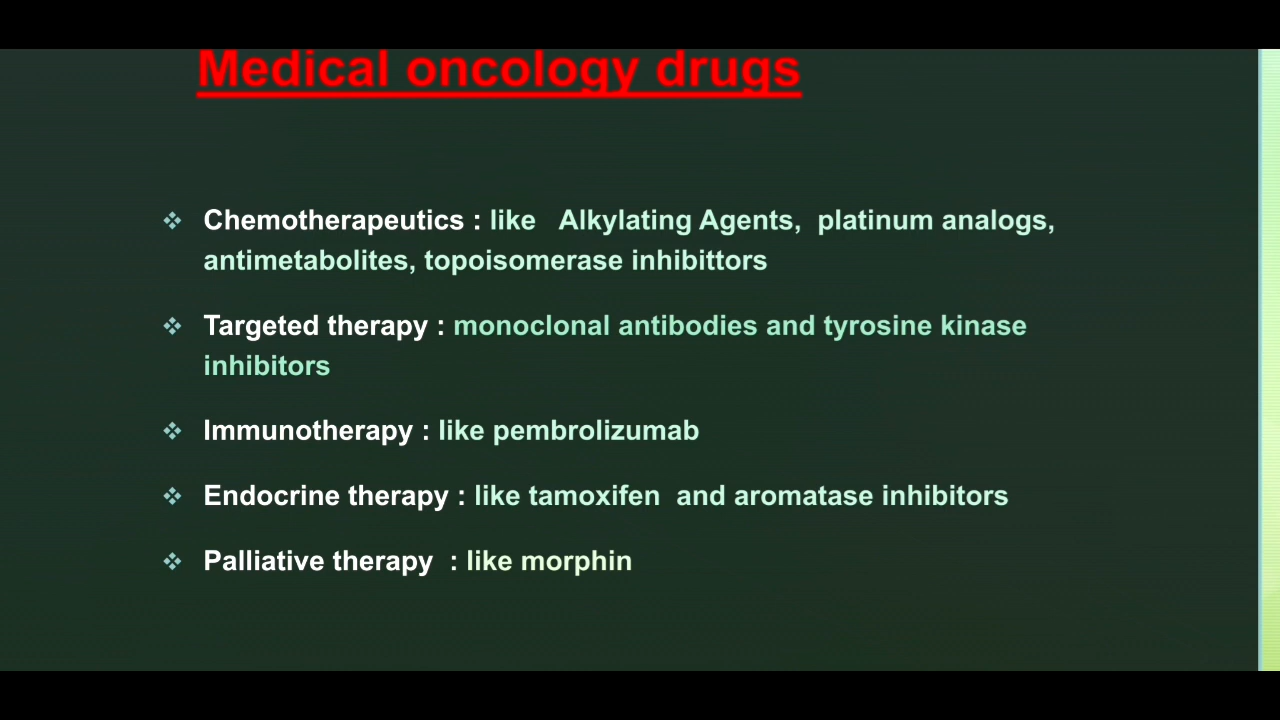 Medical oncology drugs
❖ Chemotherapeutics : like Alkylating Agents, platinum analogs,
antimetabolites, topoisomerase inhibittors
❖ Targeted therapy : monoclonal antibodies and tyrosine kinase
inhibitors
❖ Immunotherapy : like pembrolizumab
❖ Endocrine therapy : like tamoxifen and aromatase inhibitors
❖ Palliative therapy : like morphin